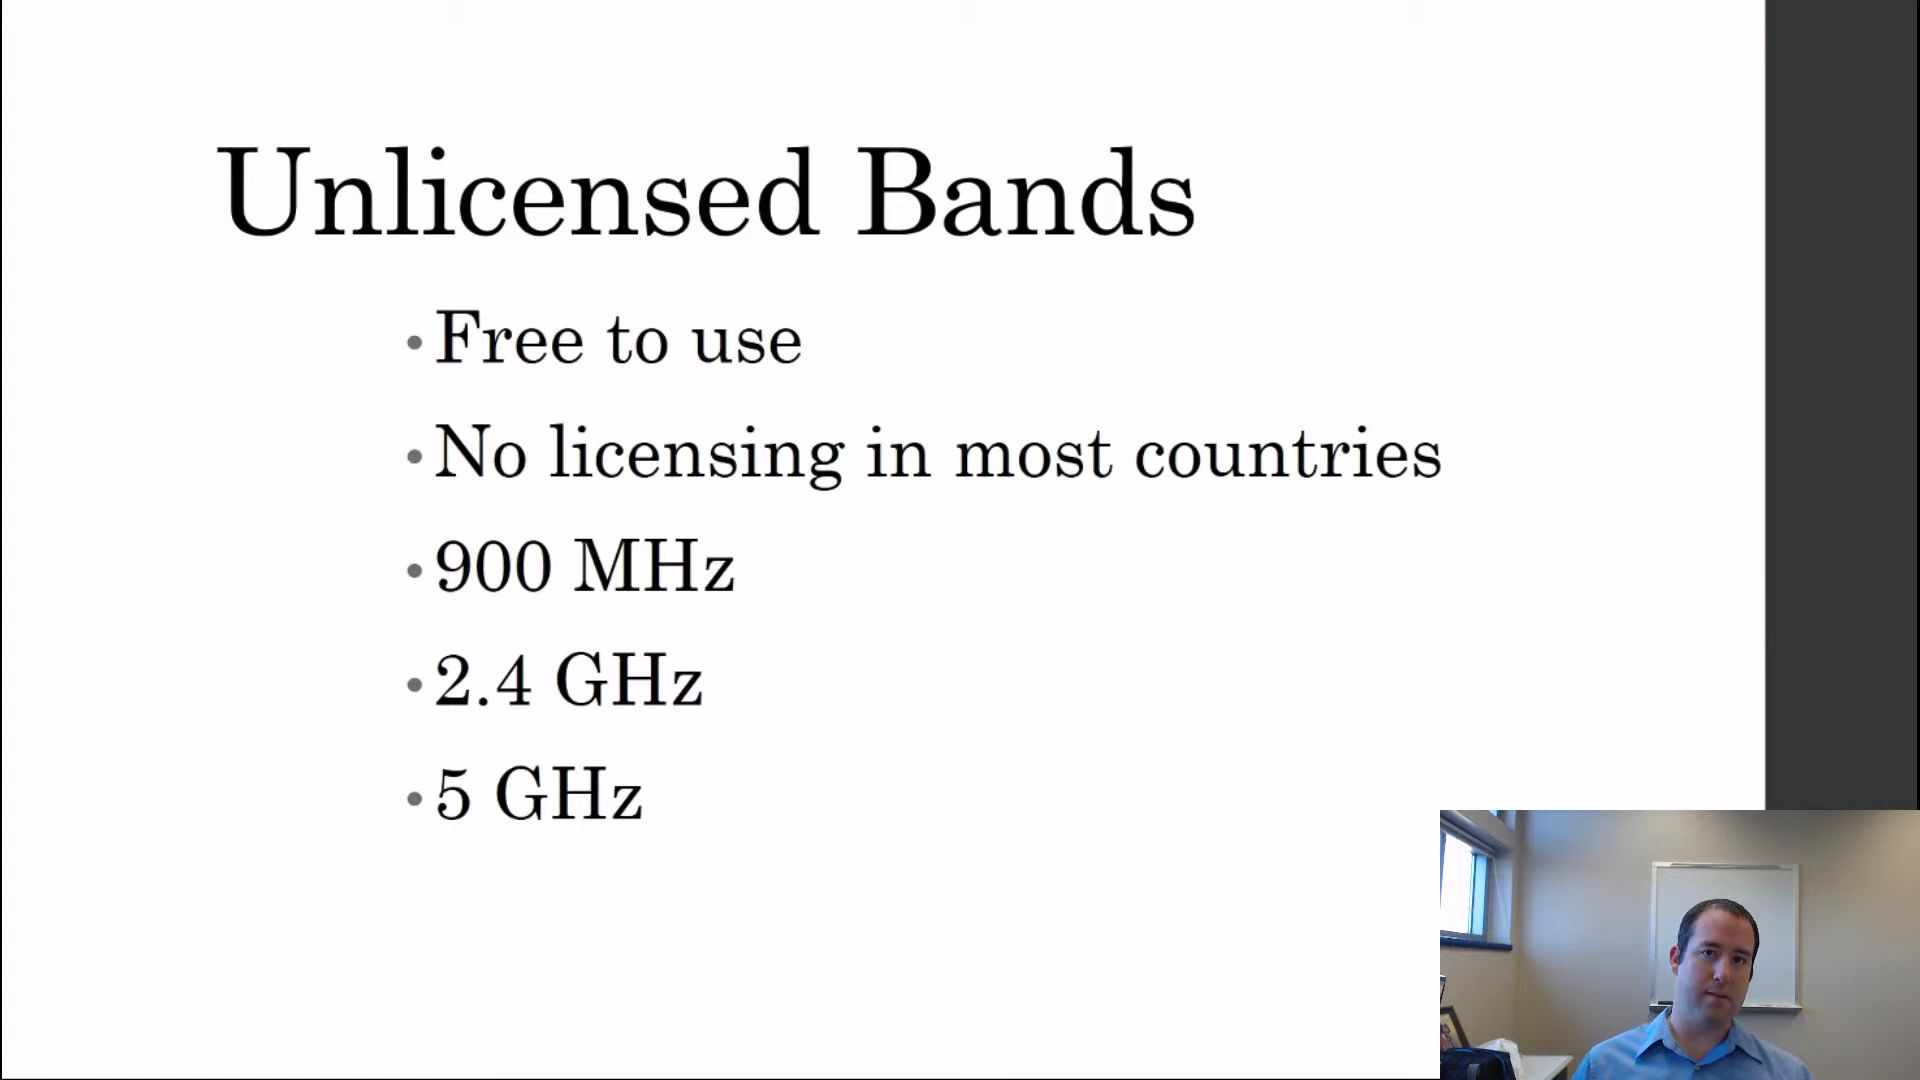 Unlicensed Bands
• Free to use
• No licensing in most countries
• 900 MHz
• 2.4 GHz
• 5 GHz